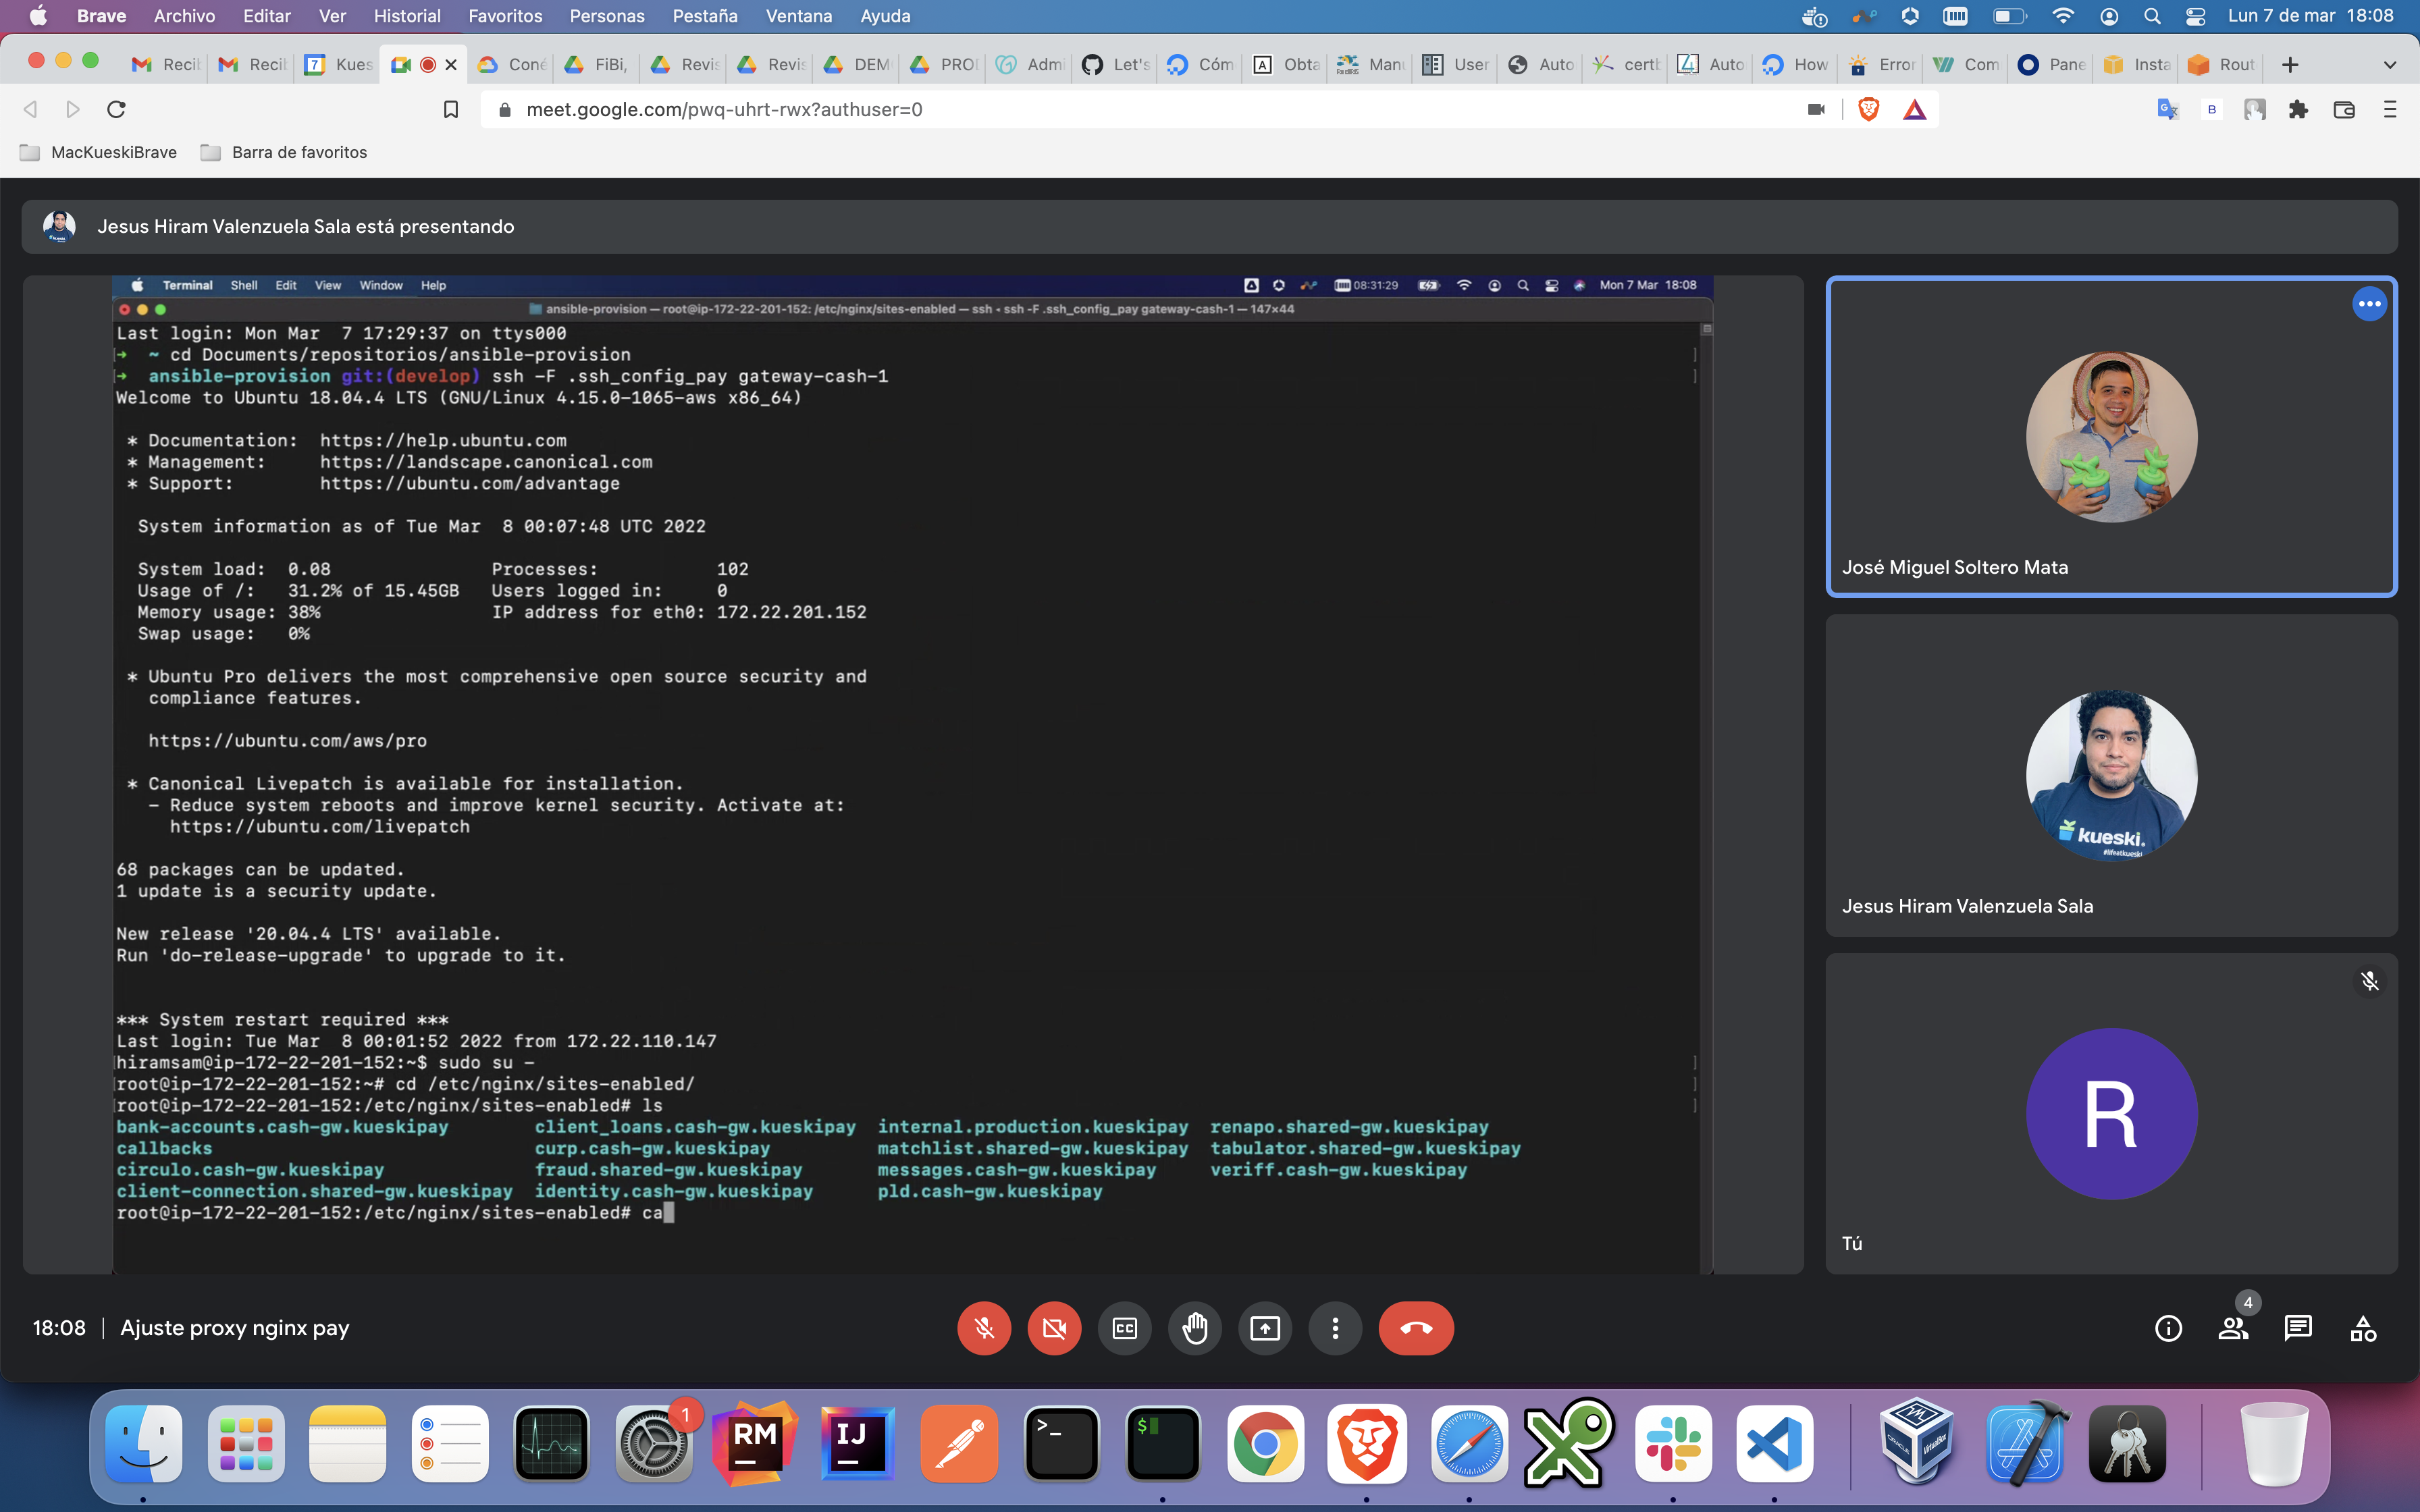 Brave Archivo Editar Ver Historial Favoritos Personas Pestaña Ventana Ayuda Lun 7 de mar 18:08
Recib Recib 7 Kues Coné FiBi, Revis Revis DEM PROD Admi Let's Cóm A Obta Manu User Auto certb Auto How Error Com Pane Insta Rout
meet.google.com/pwq-uhrt-rwx?authuser=0
MacKueskiBrave Barra de favoritos
Jesus Hiram Valenzuela Sala está presentando
Terminal Shell Edit View Window Help 08:31:29 Mon 7 Mar 18:08
ansible-provision — root@ip-172-22-201-152: /etc/nginx/sites-enabled — ssh ◂ ssh -F .ssh_config_pay gateway-cash-1 — 147×44
Last login: Mon Mar  7 17:29:37 on ttys000
➜  ~ cd Documents/repositorios/ansible-provision
➜  ansible-provision git:(develop) ssh -F .ssh_config_pay gateway-cash-1
Welcome to Ubuntu 18.04.4 LTS (GNU/Linux 4.15.0-1065-aws x86_64)
* Documentation:  https://help.ubuntu.com
* Management:     https://landscape.canonical.com
* Support:        https://ubuntu.com/advantage
System information as of Tue Mar  8 00:07:48 UTC 2022
System load:  0.08                Processes:           102
Usage of /:   31.2% of 15.45GB   Users logged in:     0
Memory usage: 38%                IP address for eth0: 172.22.201.152
Swap usage:   0%
* Ubuntu Pro delivers the most comprehensive open source security and
compliance features.
https://ubuntu.com/aws/pro
* Canonical Livepatch is available for installation.
- Reduce system reboots and improve kernel security. Activate at:
https://ubuntu.com/livepatch
68 packages can be updated.
1 update is a security update.
New release '20.04.4 LTS' available.
Run 'do-release-upgrade' to upgrade to it.
*** System restart required ***
Last login: Tue Mar  8 00:01:52 2022 from 172.22.110.147
hiramsam@ip-172-22-201-152:~$ sudo su -
root@ip-172-22-201-152:~# cd /etc/nginx/sites-enabled/
root@ip-172-22-201-152:/etc/nginx/sites-enabled# ls
bank-accounts.cash-gw.kueskipay client_loans.cash-gw.kueskipay internal.production.kueskipay renapo.shared-gw.kueskipay
callbacks curp.cash-gw.kueskipay matchlist.shared-gw.kueskipay tabulator.shared-gw.kueskipay
circulo.cash-gw.kueskipay fraud.shared-gw.kueskipay messages.cash-gw.kueskipay veriff.cash-gw.kueskipay
client-connection.shared-gw.kueskipay identity.cash-gw.kueskipay pld.cash-gw.kueskipay
root@ip-172-22-201-152:/etc/nginx/sites-enabled# ca
José Miguel Soltero Mata
kueski.
#lifeatkueski
Jesus Hiram Valenzuela Sala
R
Tú
18:08 | Ajuste proxy nginx pay
CC
4
1
RM
IJ
>_
$